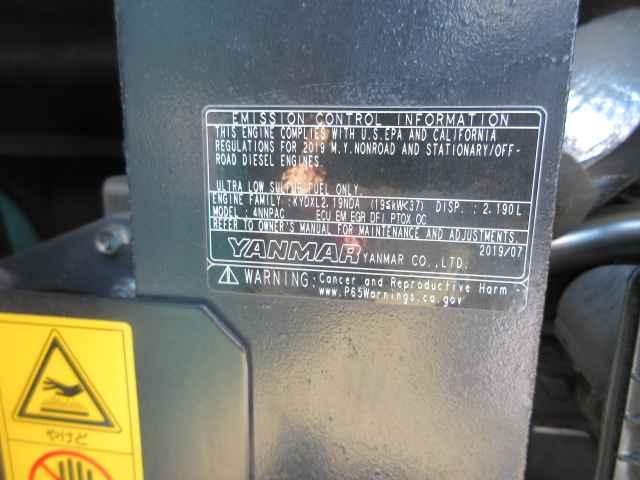 EMISSION CONTROL INFORMATION
THIS ENGINE COMPLIES WITH U.S.EPA AND CALIFORNIA
REGULATIONS FOR 2019 M.Y.NONROAD AND STATIONARY/OFF-
ROAD DIESEL ENGINES.
ULTRA LOW SULFUR FUEL ONLY.
ENGINE FAMILY :KYDXL2.19NDA (19≤kW<37) DISP. : 2.190L
MODEL : 4NNPAC ECU EM EGR DFI PTOX OC
REFER TO OWNER'S MANUAL FOR MAINTENANCE AND ADJUSTMENTS.
2019/07
YANMAR YANMAR CO.,LTD.
WARNING: Cancer and Reproductive Harm -
www.P65Warnings.ca.gov
やけど